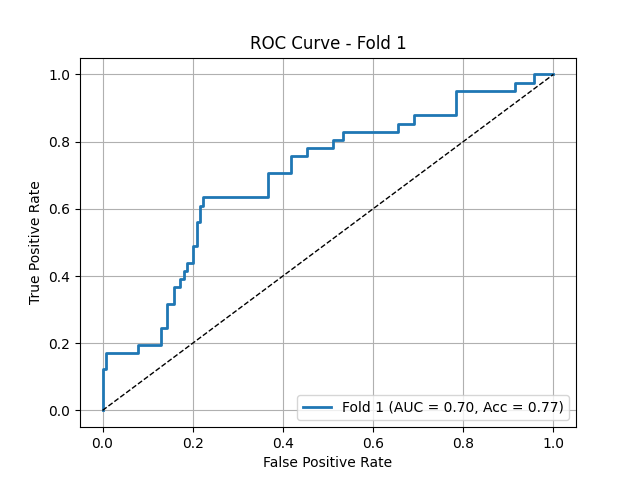 ROC Curve - Fold 1
True Positive Rate
1.0
0.8
0.6
0.4
0.2
0.0
Fold 1 (AUC = 0.70, Acc = 0.77)
0.0 0.2 0.4 0.6 0.8 1.0
False Positive Rate